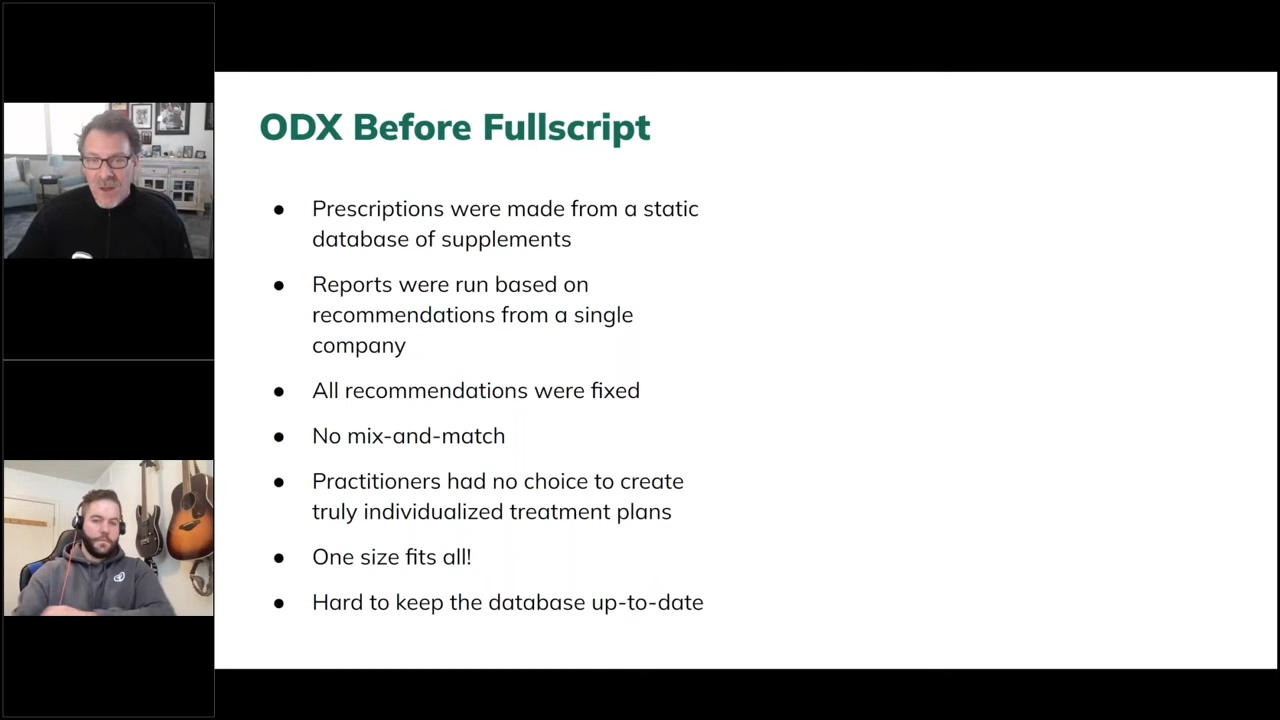 ODX Before Fullscript
● Prescriptions were made from a static
database of supplements
● Reports were run based on
recommendations from a single
company
● All recommendations were fixed
● No mix-and-match
● Practitioners had no choice to create
truly individualized treatment plans
● One size fits all!
● Hard to keep the database up-to-date